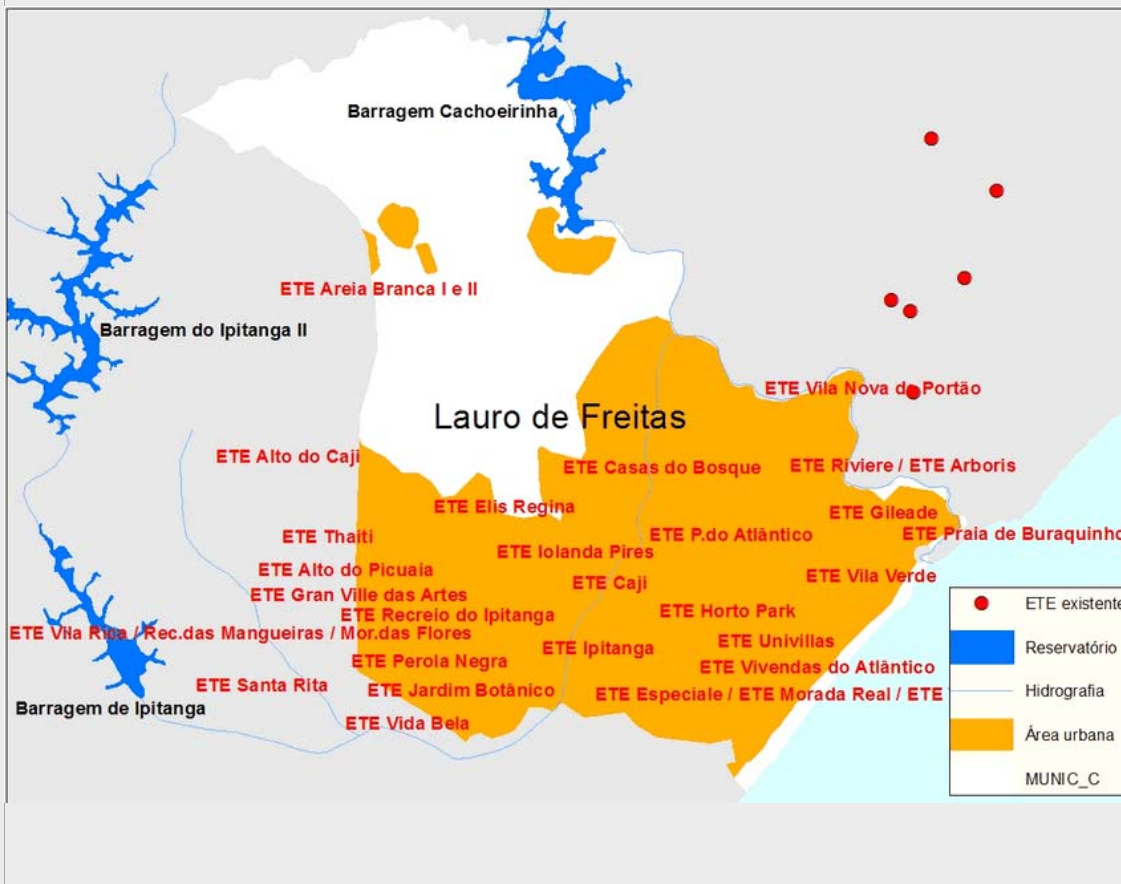 Barragem Cachoeirinha
ETE Areia Branca I e II
Barragem do Ipitanga II
ETE Vila Nova de Portão
Lauro de Freitas
ETE Alto do Caji
ETE Casas do Bosque
ETE Riviere / ETE Arboris
ETE Elis Regina
ETE Gileade
ETE Thaiti
ETE P.do Atlântico
ETE Praia de Buraquinho
ETE Iolanda Pires
ETE Alto do Picuaia
ETE Caji
ETE Vila Verde
ETE Gran Ville das Artes
ETE Recreio do Ipitanga
ETE Horto Park
ETE Vila Rica / Rec.das Mangueiras / Mor.das Flores
ETE Ipitanga
ETE Univillas
ETE Perola Negra
ETE Vivendas do Atlântico
ETE Santa Rita
ETE Jardim Botânico
ETE Especiale / ETE Morada Real / ETE
Barragem de Ipitanga
ETE Vida Bela
ETE existente
Reservatório
Hidrografia
Área urbana
MUNIC_C